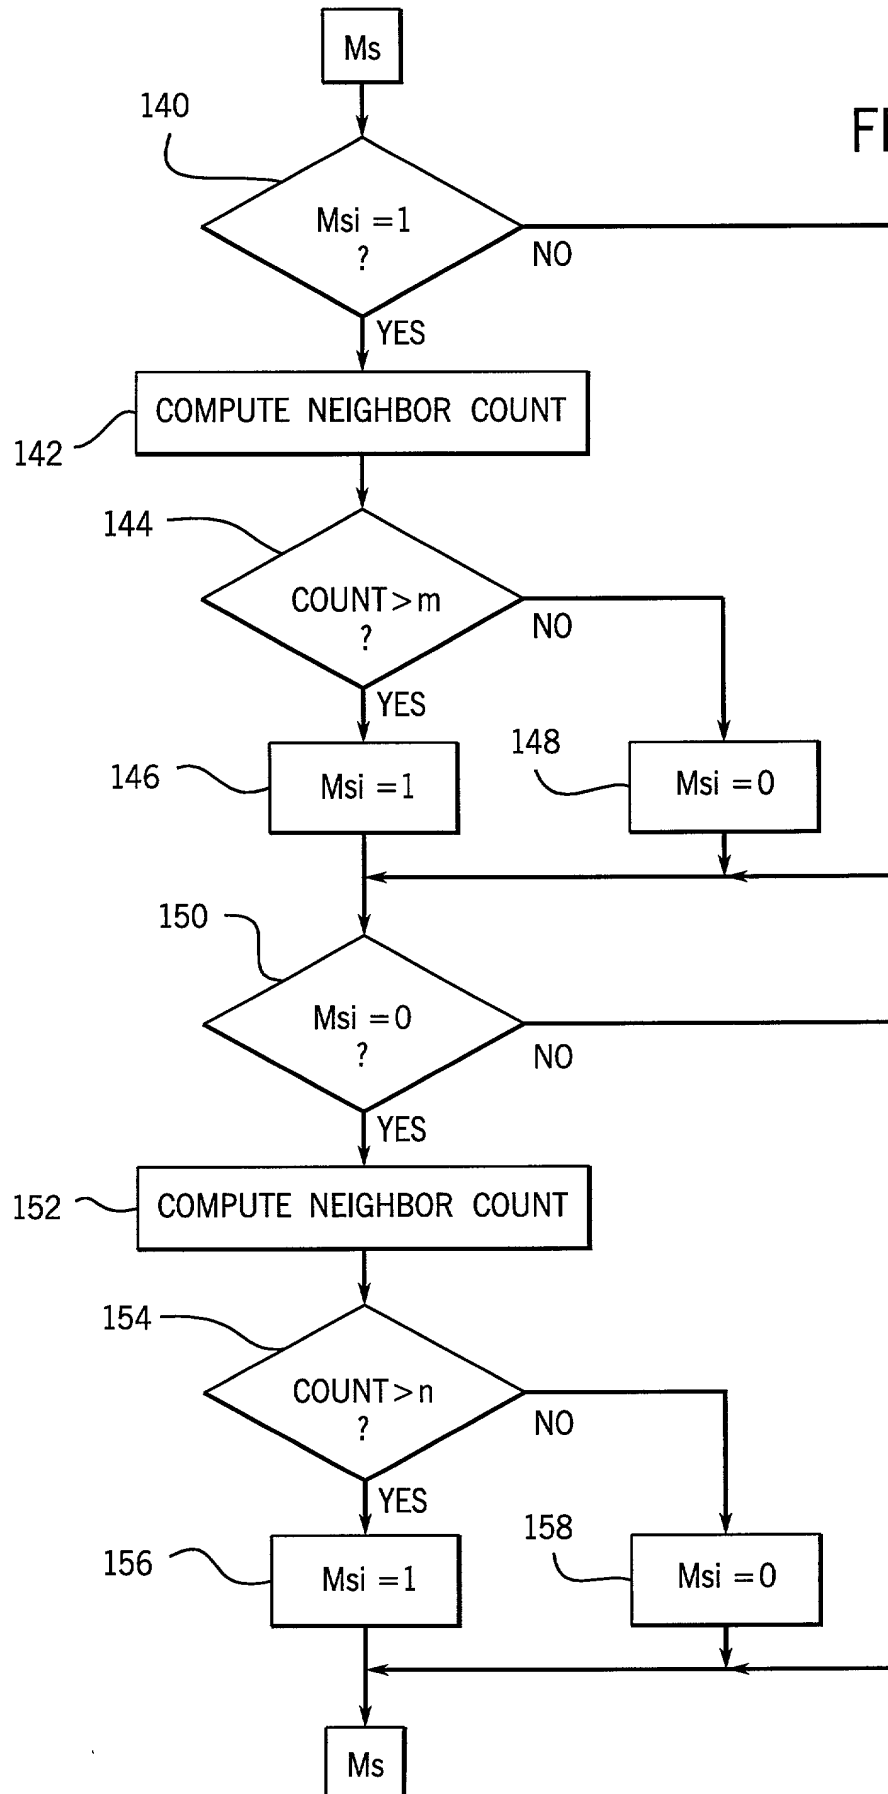 Ms
140
FI
Msi =1
?
NO
YES
COMPUTE NEIGHBOR COUNT
142
144
COUNT>m
?
NO
YES
146
Msi =1
148
Msi =0
150
Msi =0
?
NO
YES
COMPUTE NEIGHBOR COUNT
152
154
COUNT>n
?
NO
YES
156
Msi =1
158
Msi =0
Ms